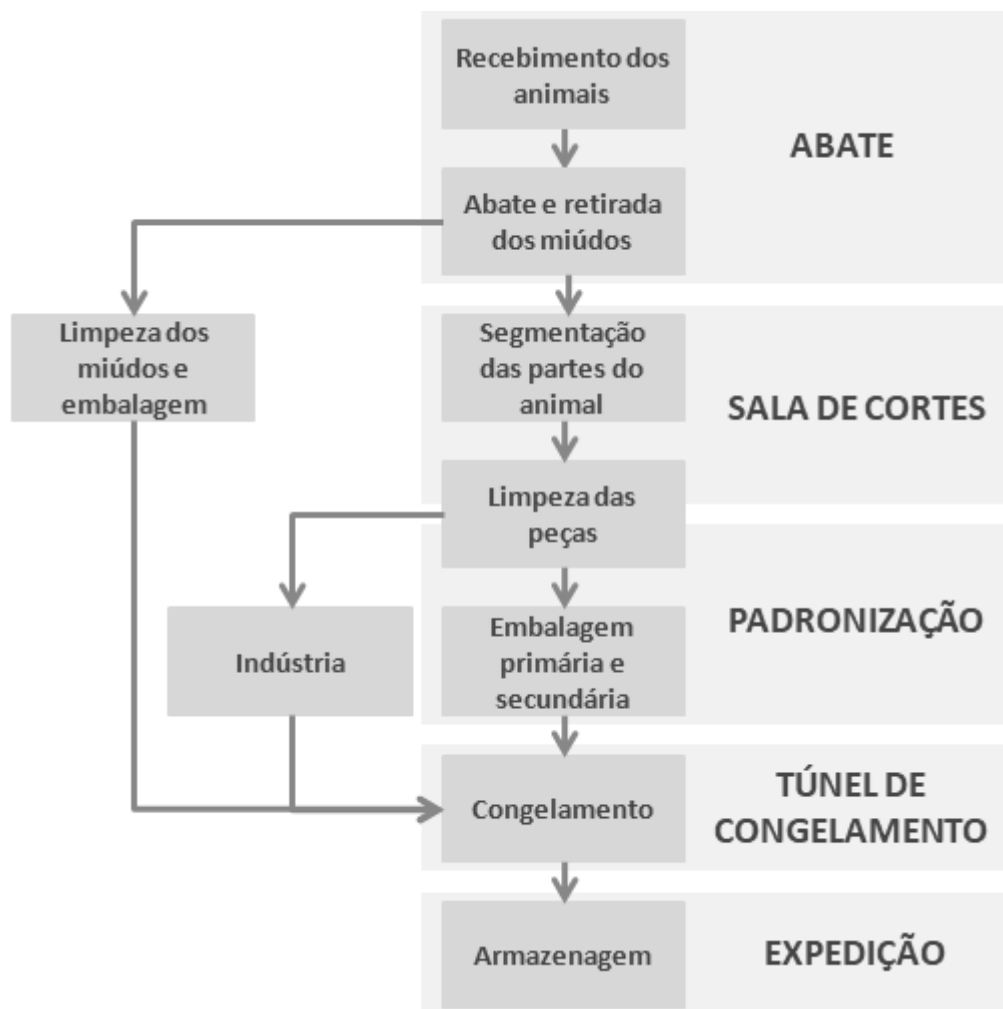 Recebimento dos
animais
ABATE
Abate e retirada
dos miúdos
Limpeza dos
miúdos e
embalagem
Segmentação
das partes do
animal
SALA DE CORTES
Limpeza das
peças
Indústria
Embalagem
primária e
secundária
PADRONIZAÇÃO
Congelamento
TÚNEL DE
CONGELAMENTO
Armazenagem
EXPEDIÇÃO